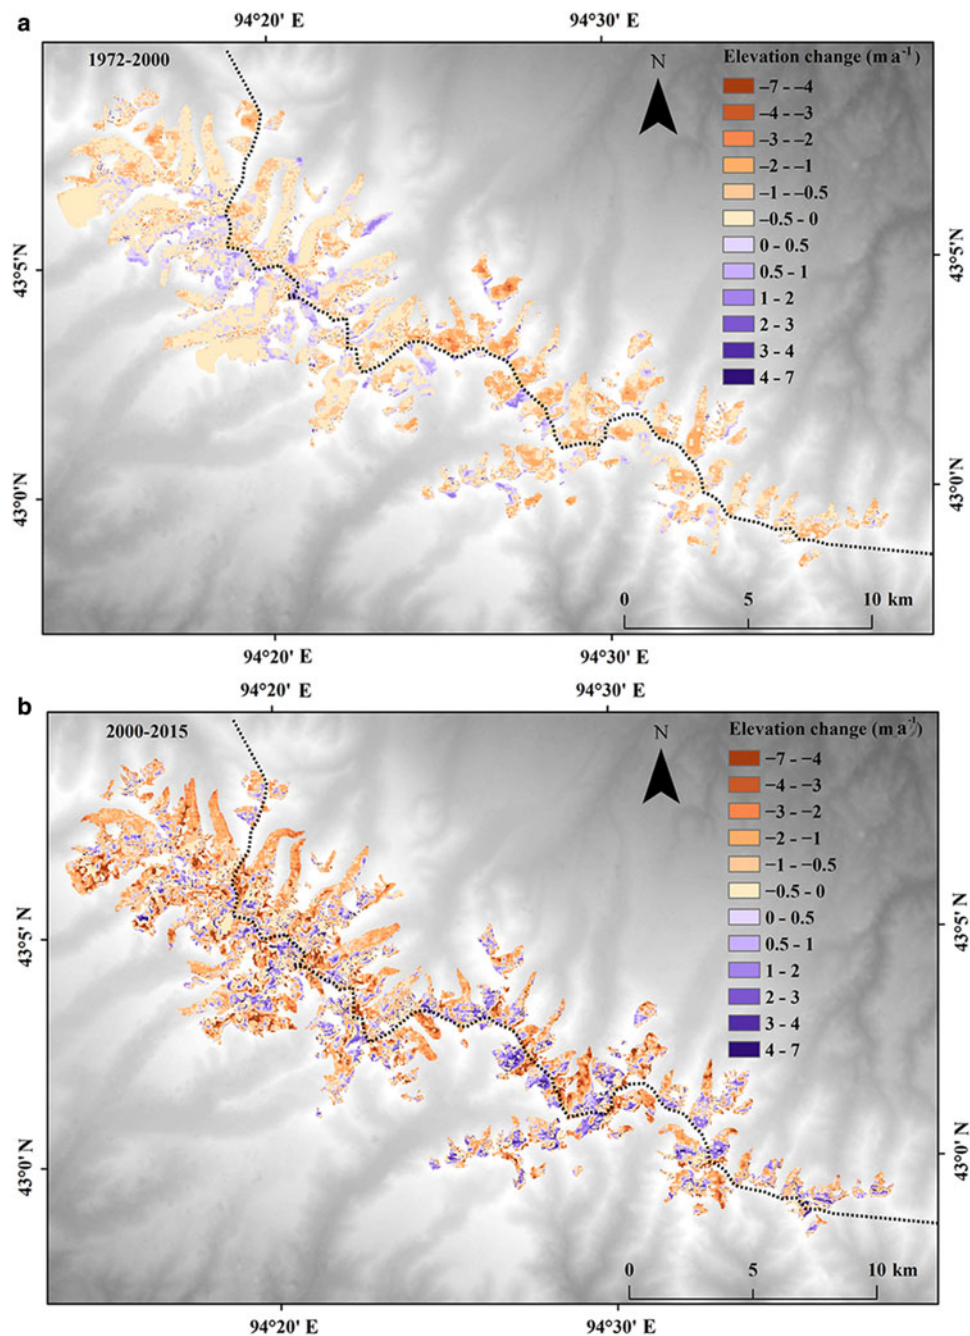 a
94°20' E 94°30' E
1972-2000
N
Elevation change (m a⁻¹)
−7 - −4
−4 - −3
−3 - −2
−2 - −1
−1 - −0.5
−0.5 - 0
0 - 0.5
0.5 - 1
1 - 2
2 - 3
3 - 4
4 - 7
43°5'N
43°0'N
43°5'N
43°0'N
0 5 10 km
94°20' E 94°30' E
b
94°20' E 94°30' E
2000-2015
N
Elevation change (m a⁻¹)
−7 - −4
−4 - −3
−3 - −2
−2 - −1
−1 - −0.5
−0.5 - 0
0 - 0.5
0.5 - 1
1 - 2
2 - 3
3 - 4
4 - 7
43°5' N
43°0' N
43°5' N
43°0' N
0 5 10 km
94°20' E 94°30' E